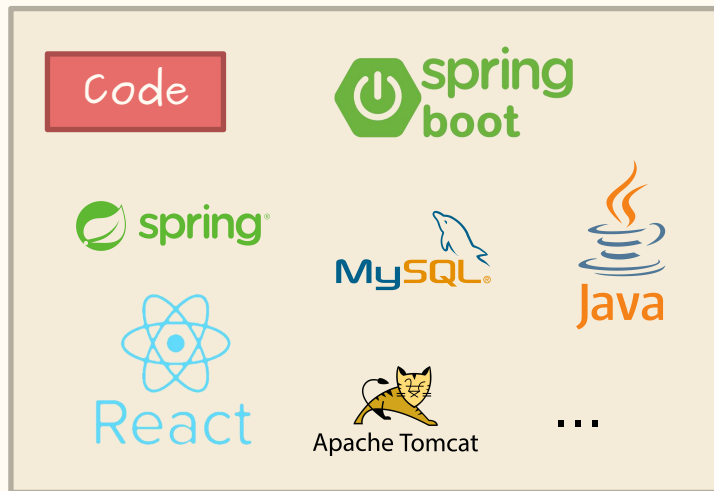 Code
spring
boot
spring®
MySQL®
Java
React
Apache Tomcat
...